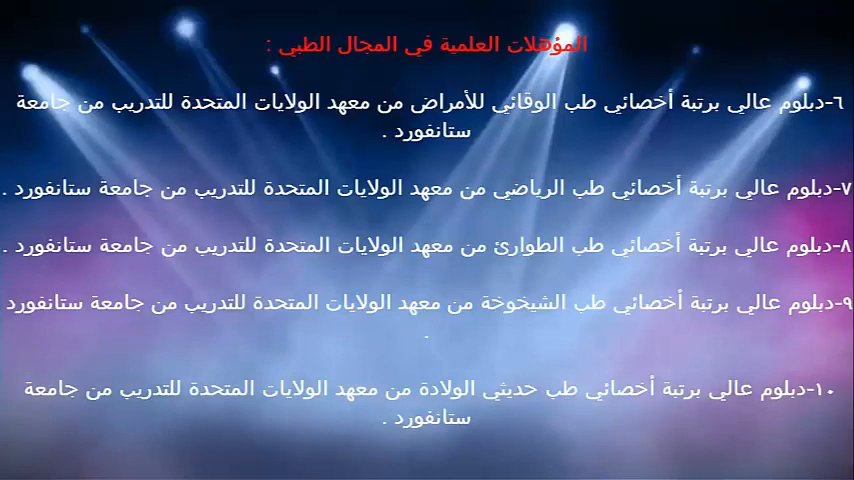 المؤهلات العلمية في المجال الطبي :
٦-دبلوم عالي برتبة أخصائي طب الوقائي للأمراض من معهد الولايات المتحدة للتدريب من جامعة
ستانفورد .
٧-دبلوم عالي برتبة أخصائي طب الرياضي من معهد الولايات المتحدة للتدريب من جامعة ستانفورد .
٨-دبلوم عالي برتبة أخصائي طب الطوارئ من معهد الولايات المتحدة للتدريب من جامعة ستانفورد .
٩-دبلوم عالي برتبة أخصائي طب الشيخوخة من معهد الولايات المتحدة للتدريب من جامعة ستانفورد
.
١٠-دبلوم عالي برتبة أخصائي طب حديثي الولادة من معهد الولايات المتحدة للتدريب من جامعة
ستانفورد .